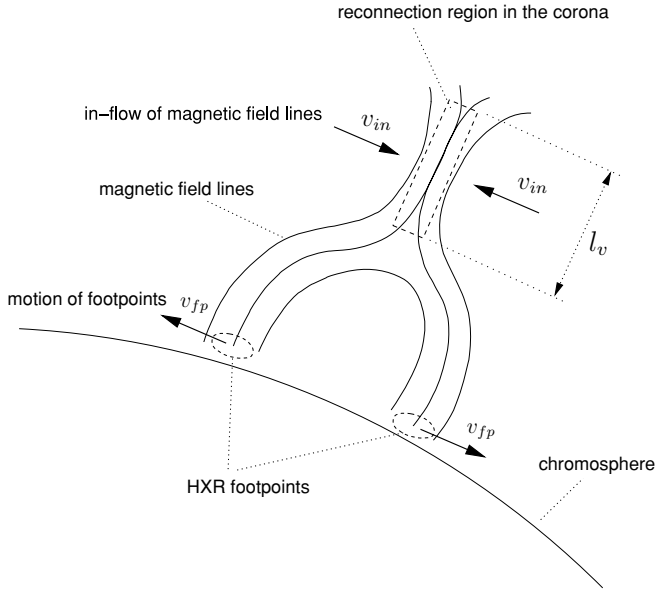 reconnection region in the corona
in–flow of magnetic field lines
v_in
magnetic field lines
v_in
l_v
motion of footpoints
v_fp
v_fp
chromosphere
HXR footpoints